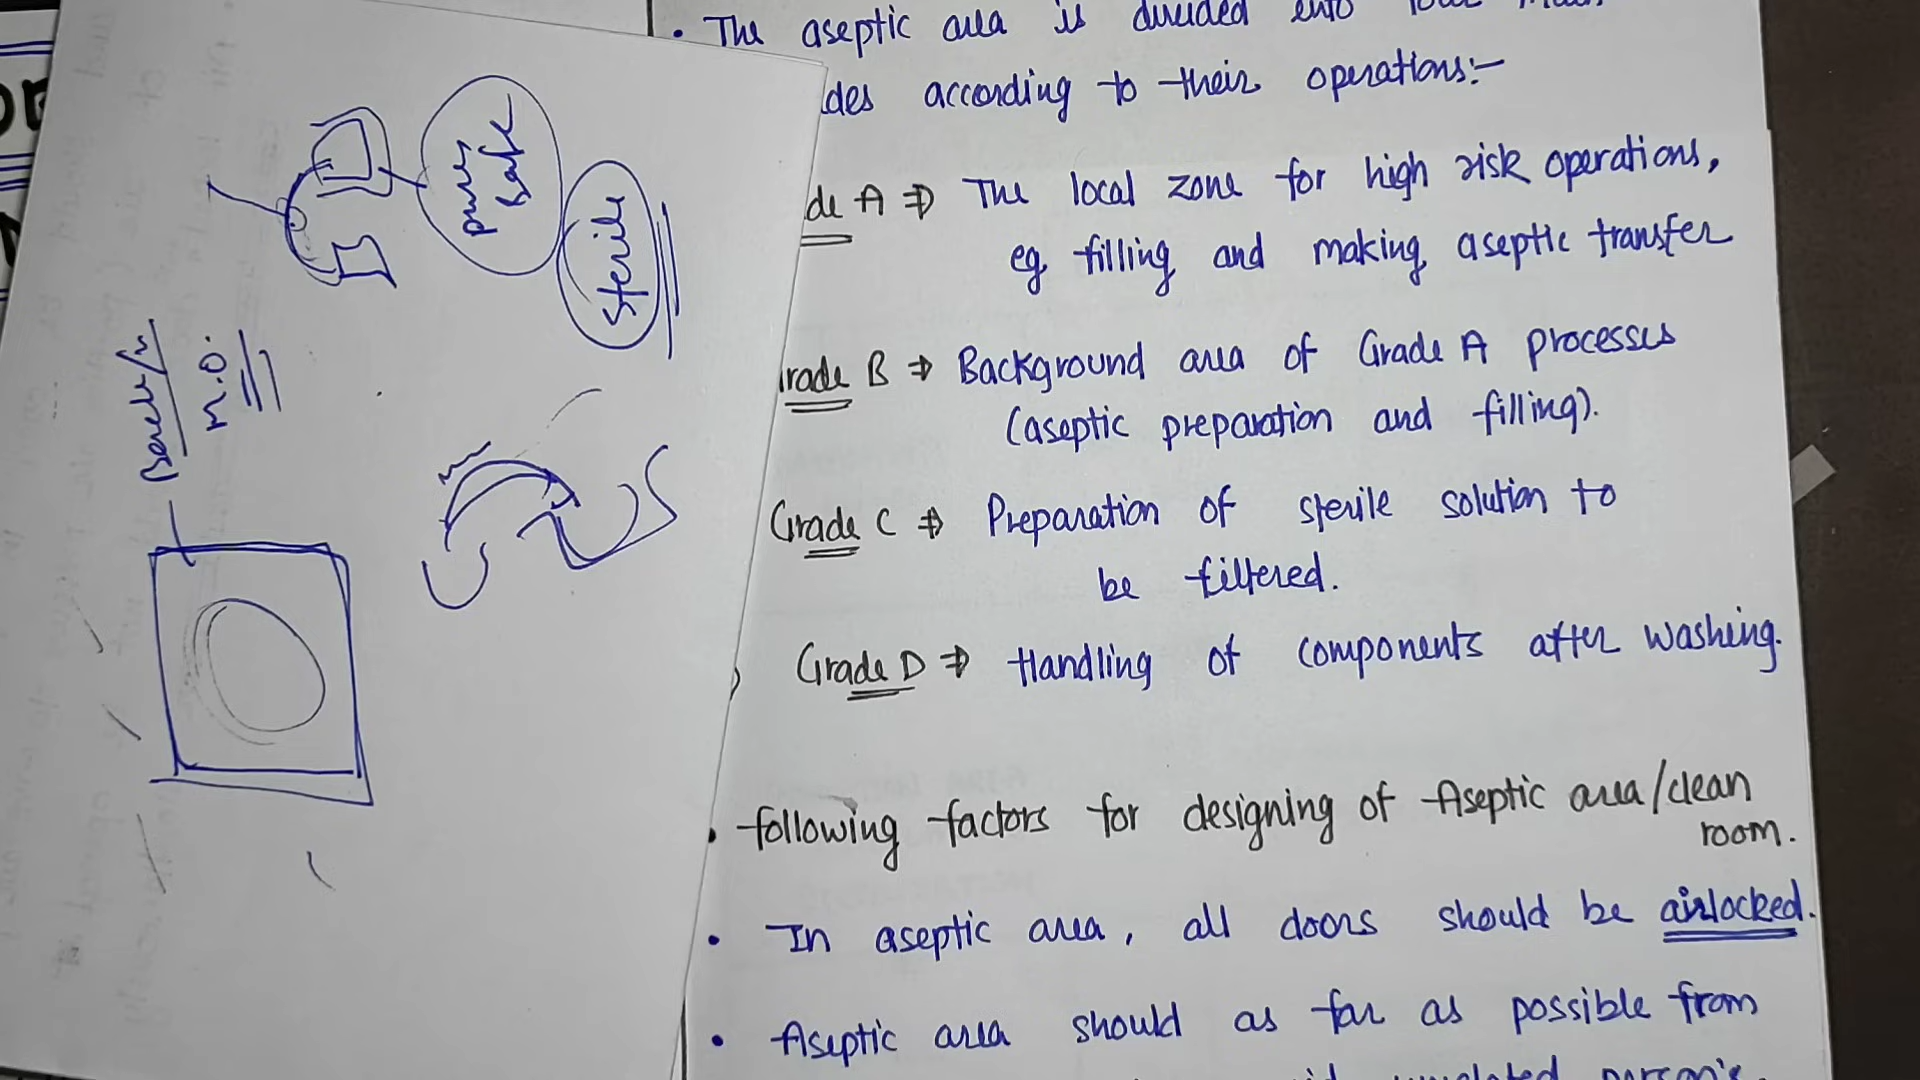 • The aseptic area is divided into four main
des according to their operations:-
de A ⇒ The local zone for high risk operations,
eg filling and making aseptic transfer
rade B ⇒ Background area of Grade A processes
(aseptic preparation and filling).
Grade C ⇒ Preparation of sterile solution to
be filtered.
Grade D ⇒ Handling of components after washing.
• following factors for designing of Aseptic area/clean
room.
• In aseptic area, all doors should be airlocked.
• Aseptic area should as far as possible from
Sterile
M.O.